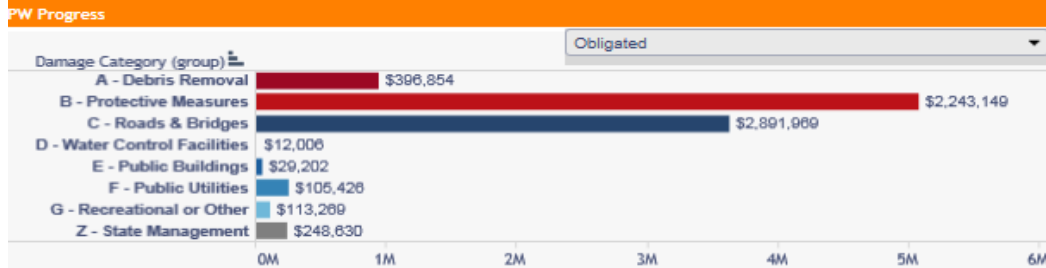 PW Progress
Obligated
Damage Category (group)
A - Debris Removal $396,854
B - Protective Measures $2,243,149
C - Roads & Bridges $2,891,969
D - Water Control Facilities $12,006
E - Public Buildings $29,202
F - Public Utilities $105,426
G - Recreational or Other $113,269
Z - State Management $248,630
0M 1M 2M 3M 4M 5M 6M